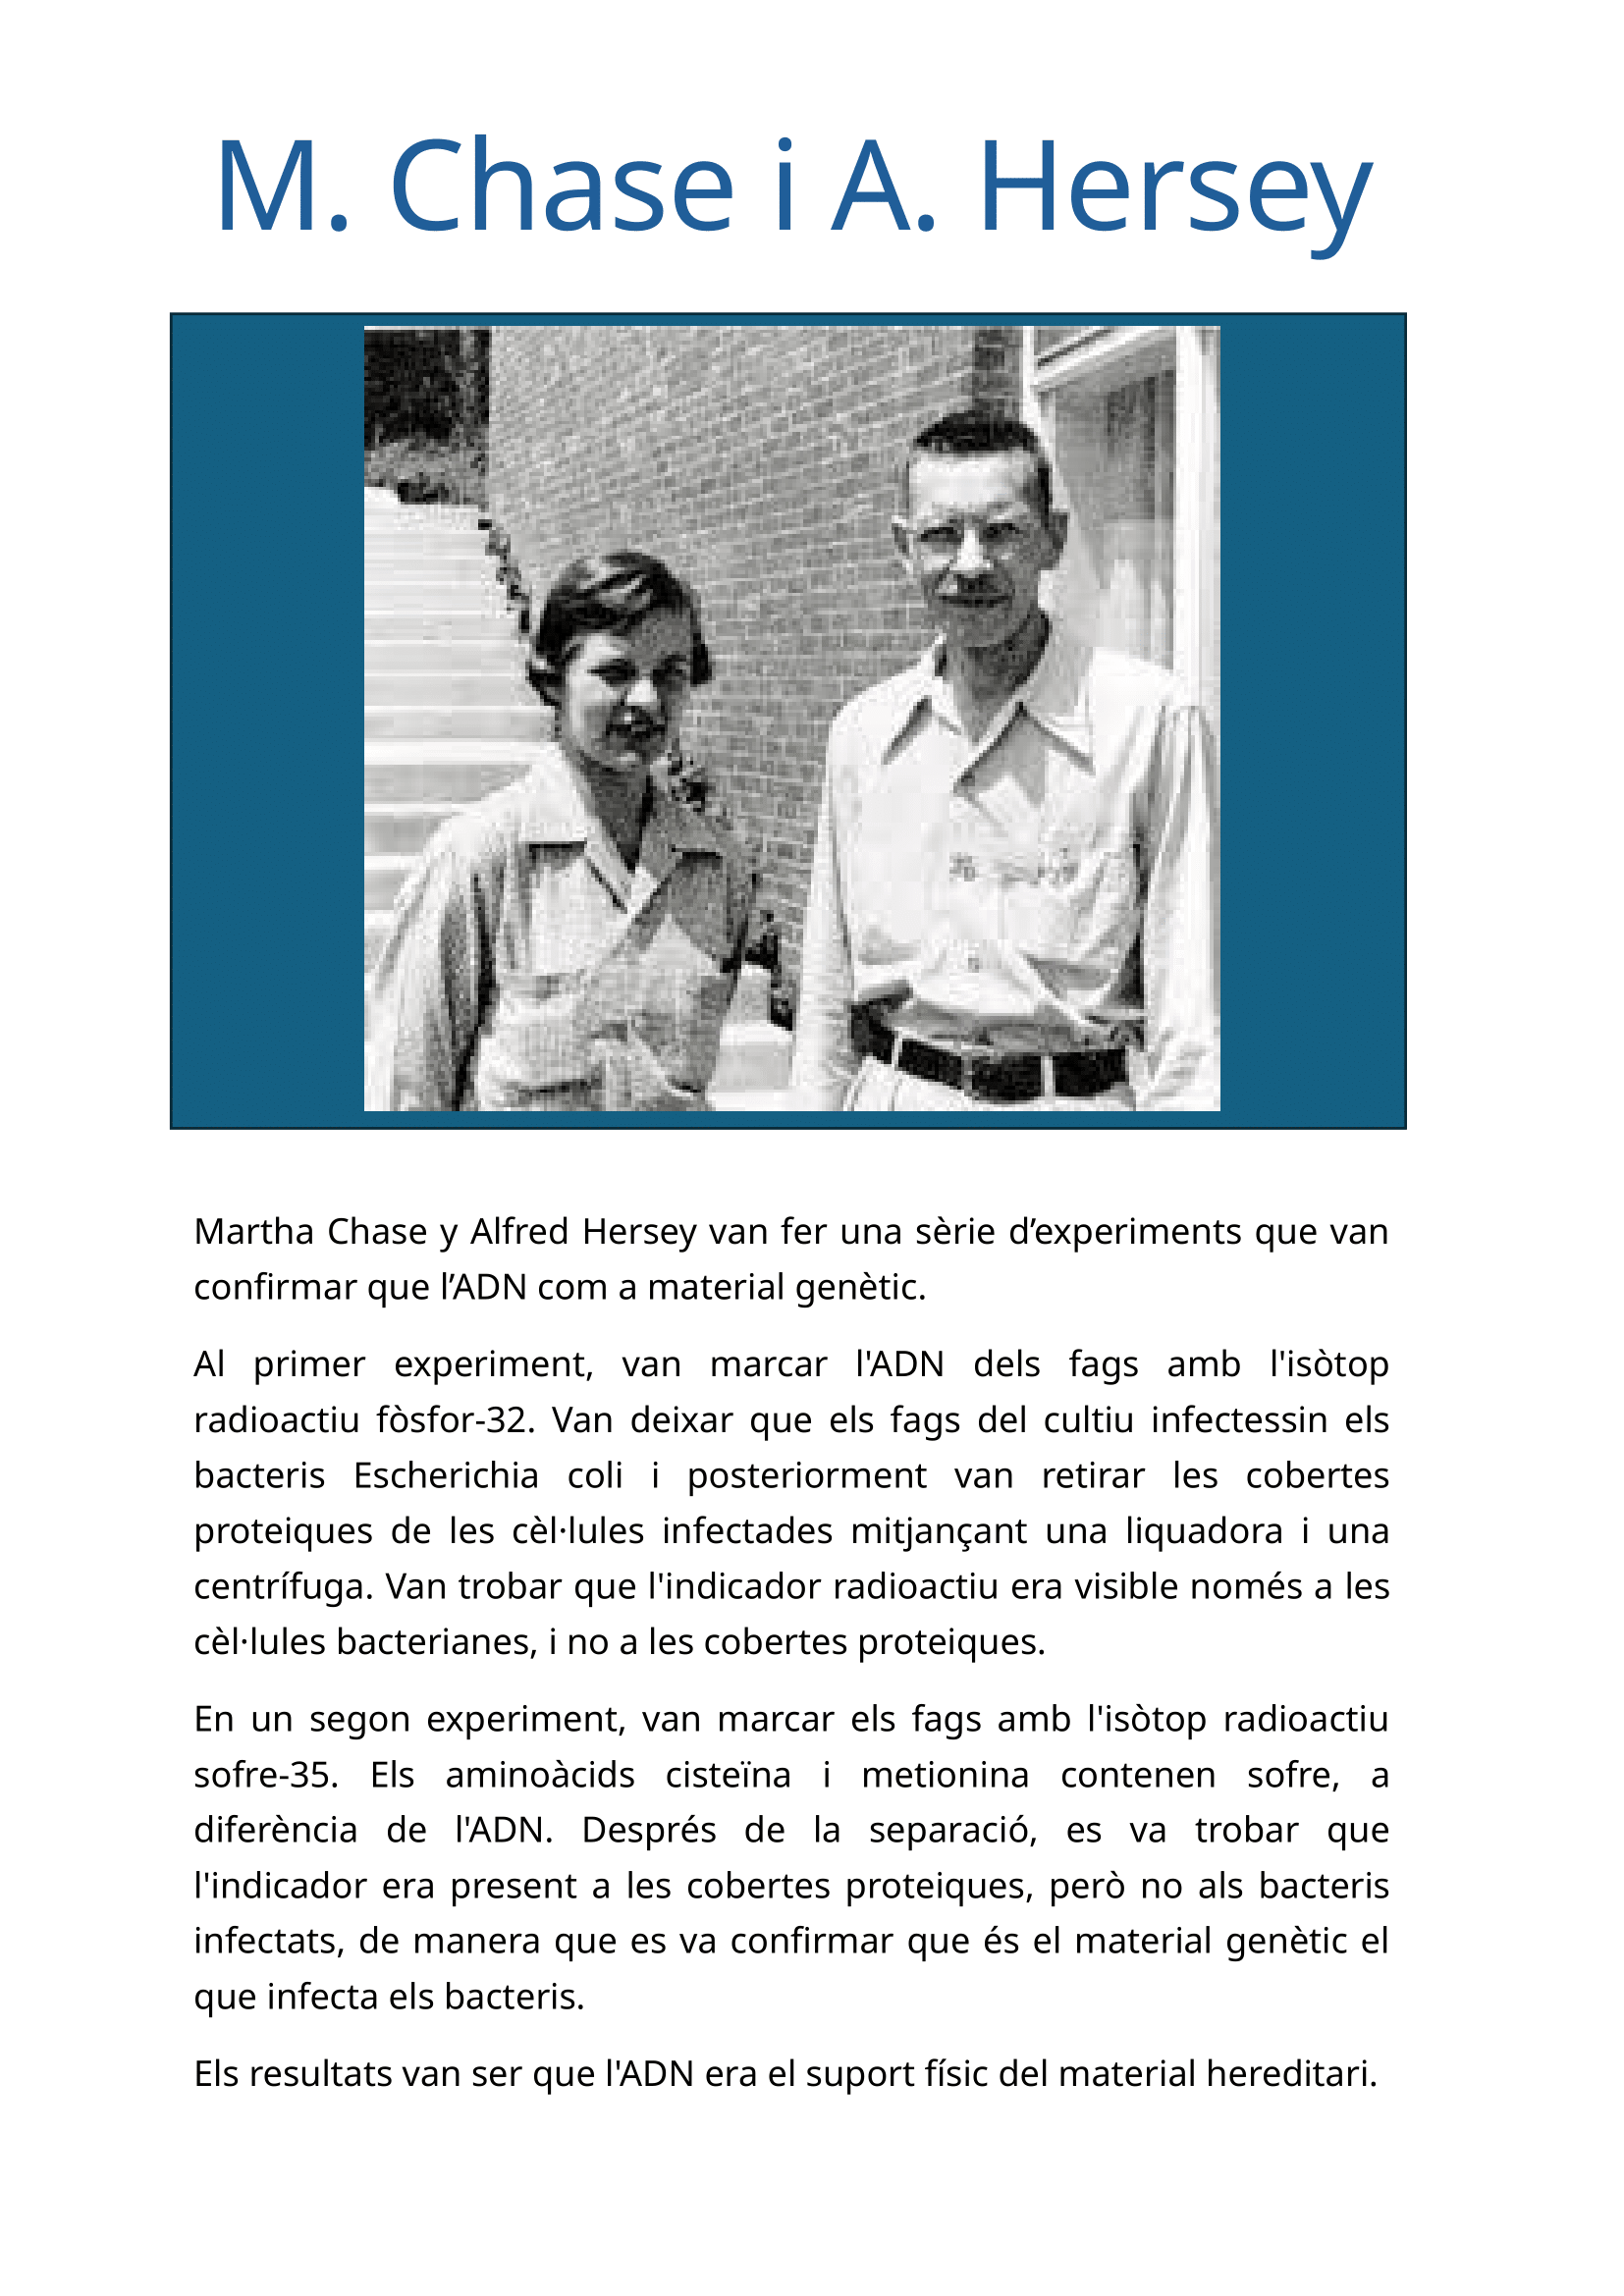 M. Chase i A. Hersey
Martha Chase y Alfred Hersey van fer una sèrie d’experiments que van
confirmar que l’ADN com a material genètic.
Al primer experiment, van marcar l'ADN dels fags amb l'isòtop
radioactiu fòsfor-32. Van deixar que els fags del cultiu infectessin els
bacteris Escherichia coli i posteriorment van retirar les cobertes
proteiques de les cèl·lules infectades mitjançant una liquadora i una
centrífuga. Van trobar que l'indicador radioactiu era visible només a les
cèl·lules bacterianes, i no a les cobertes proteiques.
En un segon experiment, van marcar els fags amb l'isòtop radioactiu
sofre-35. Els aminoàcids cisteïna i metionina contenen sofre, a
diferència de l'ADN. Després de la separació, es va trobar que
l'indicador era present a les cobertes proteiques, però no als bacteris
infectats, de manera que es va confirmar que és el material genètic el
que infecta els bacteris.
Els resultats van ser que l'ADN era el suport físic del material hereditari.